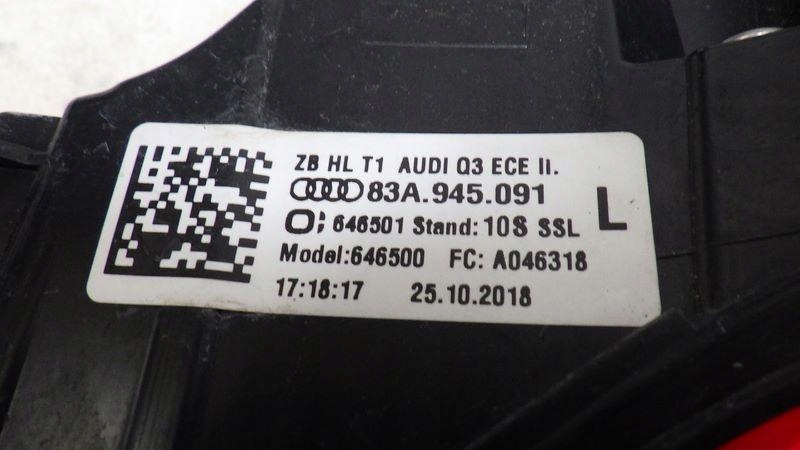 ZB HL T1 AUDI Q3 ECE II.
83A.945.091
L
646501 Stand: 10S SSL
Model:646500 FC: A046318
17:18:17 25.10.2018